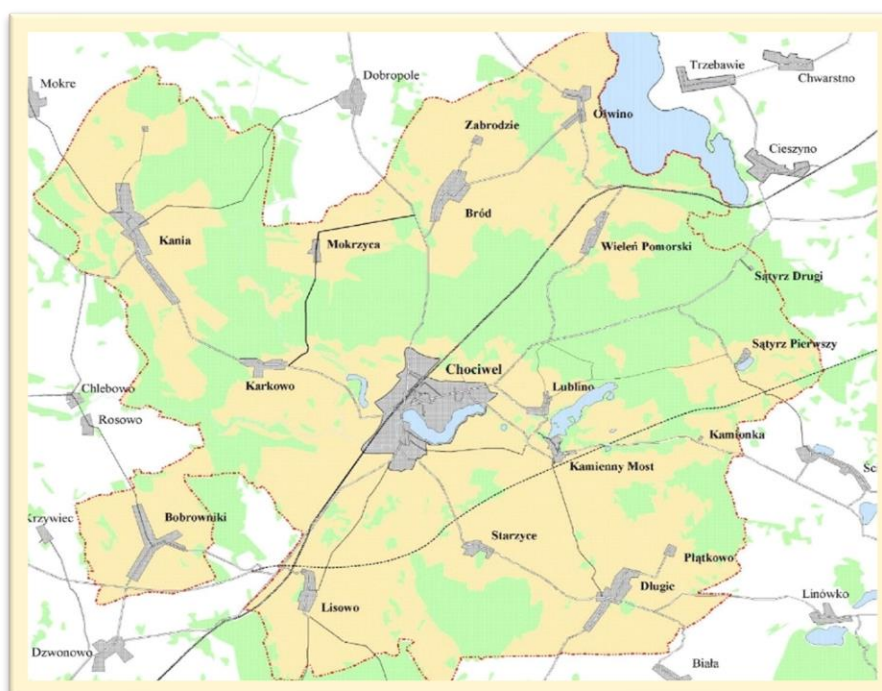 Trzebawie
Chwarstno
Mokre
Dobropole
Oświno
Zabrodzie
Cieszyno
Bród
Kania
Mokrzyca
Wieleń Pomorski
Sątyrz Drugi
Sątyrz Pierwszy
Chociwel
Karkowo
Lublino
Chlebowo
Rosowo
Kamionka
Kamienny Most
Krzywiec
Bobrowniki
Starzyce
Płątkowo
Długie
Lisowo
Linówko
Dzwonowo
Biała